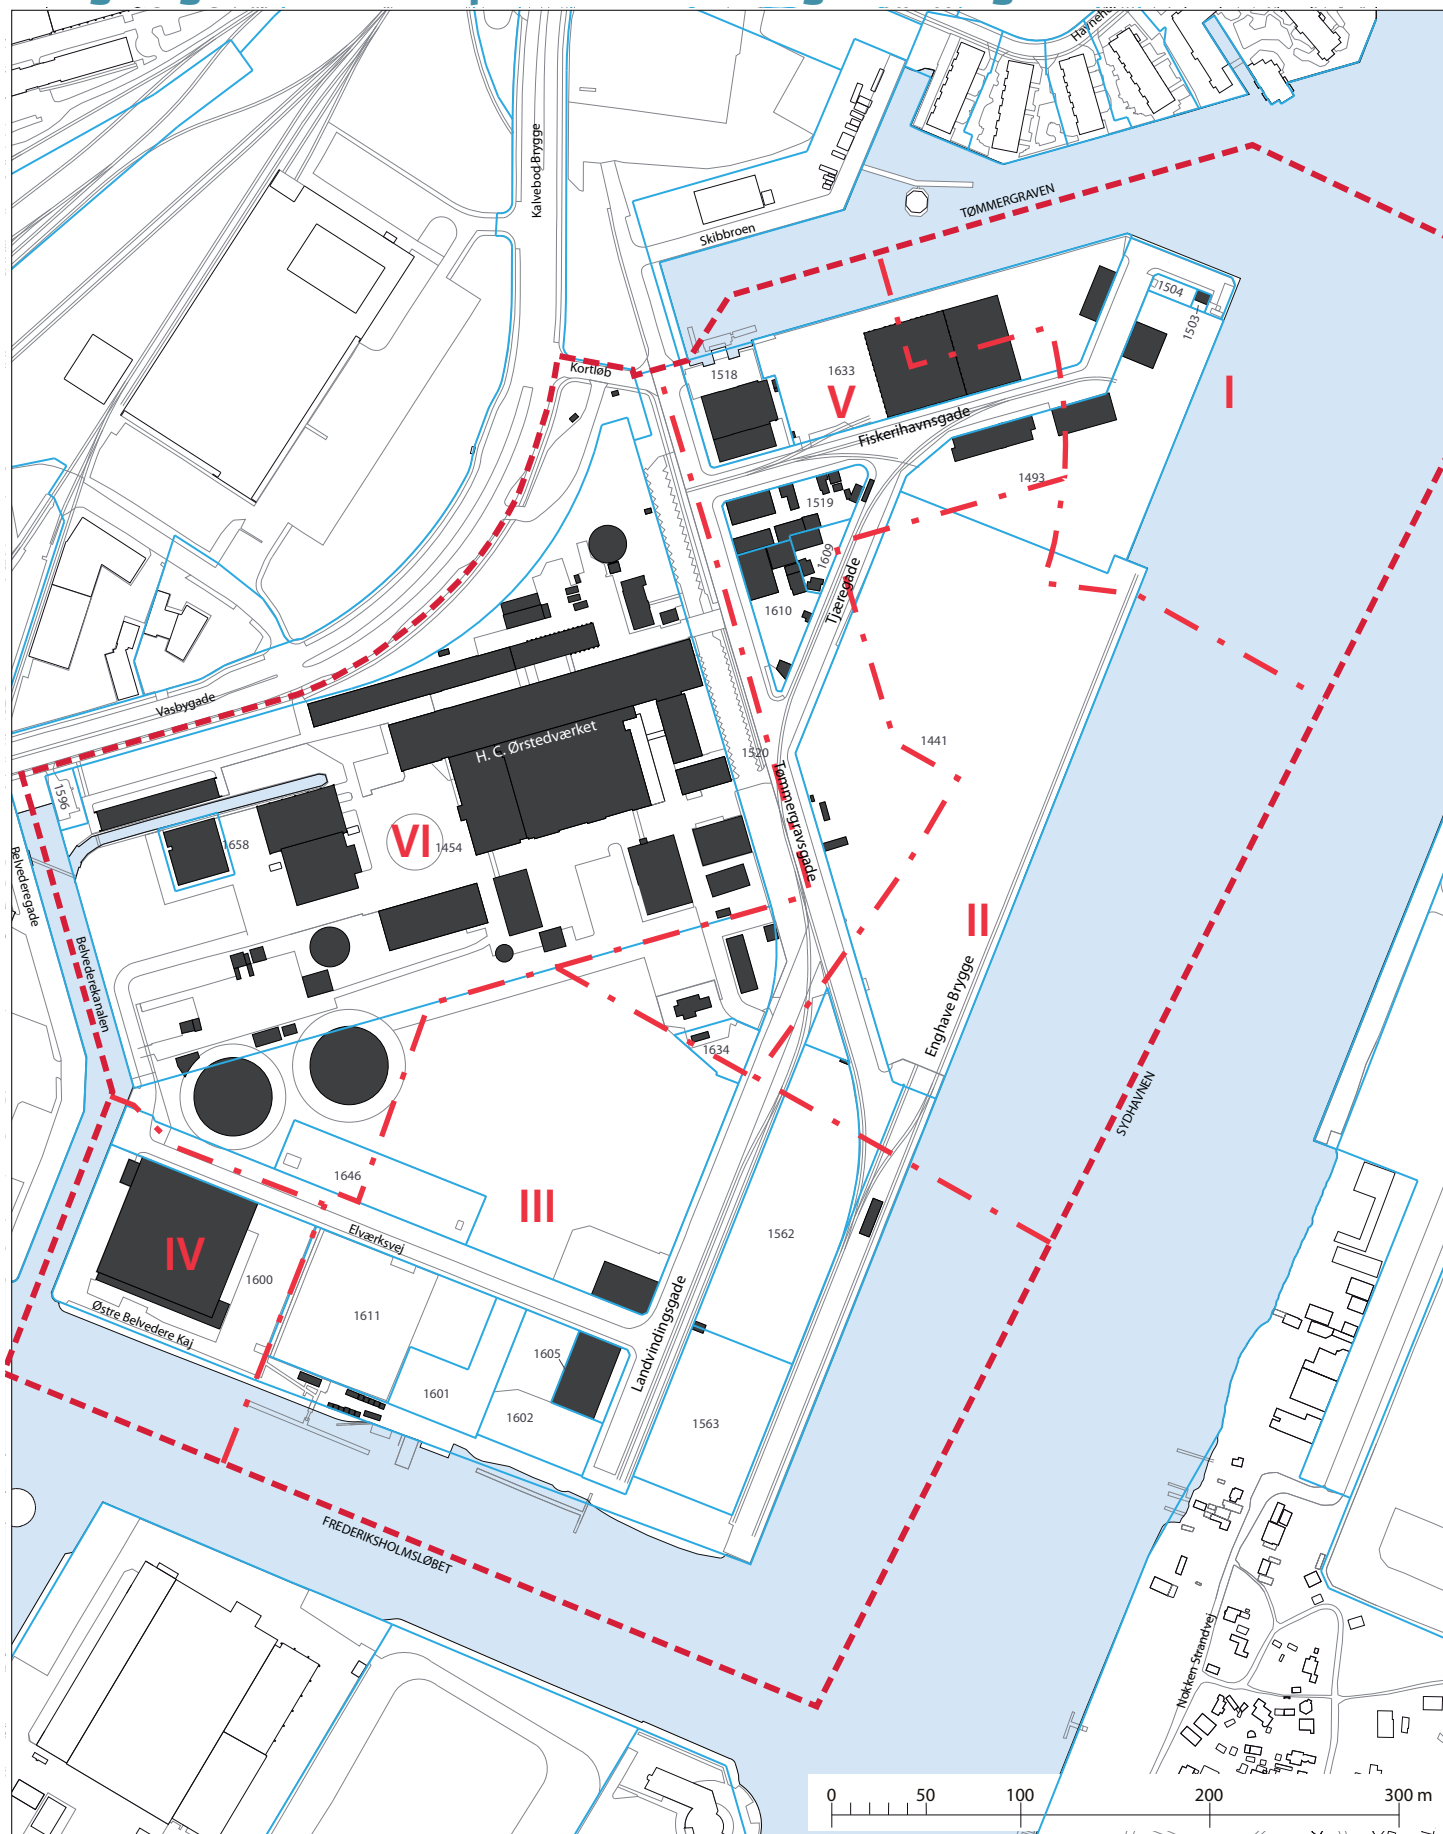 Havneho
Kalvebod Brygge
TØMMERGRAVEN
Skibbroen
1504
1503
I
Kortløb
1518
1633
V
Fiskerihavnsgade
1493
1519
1609
Tjæregade
1610
Vasbygade
H. C. Ørstedværket
1520
1441
Tømmergravsgade
1596
1658
VI
1454
Belvederegade
II
Belvederekanalen
Enghave Brygge
1634
SYDHAVNEN
1646
III
Elværksvej
1562
IV
1600
Østre Belvedere Kaj
1611
Landvindingsgade
1605
1601
1602
1563
FREDERIKSHOLMSLØBET
Nokken Strandvej
0 50 100 200 300 m